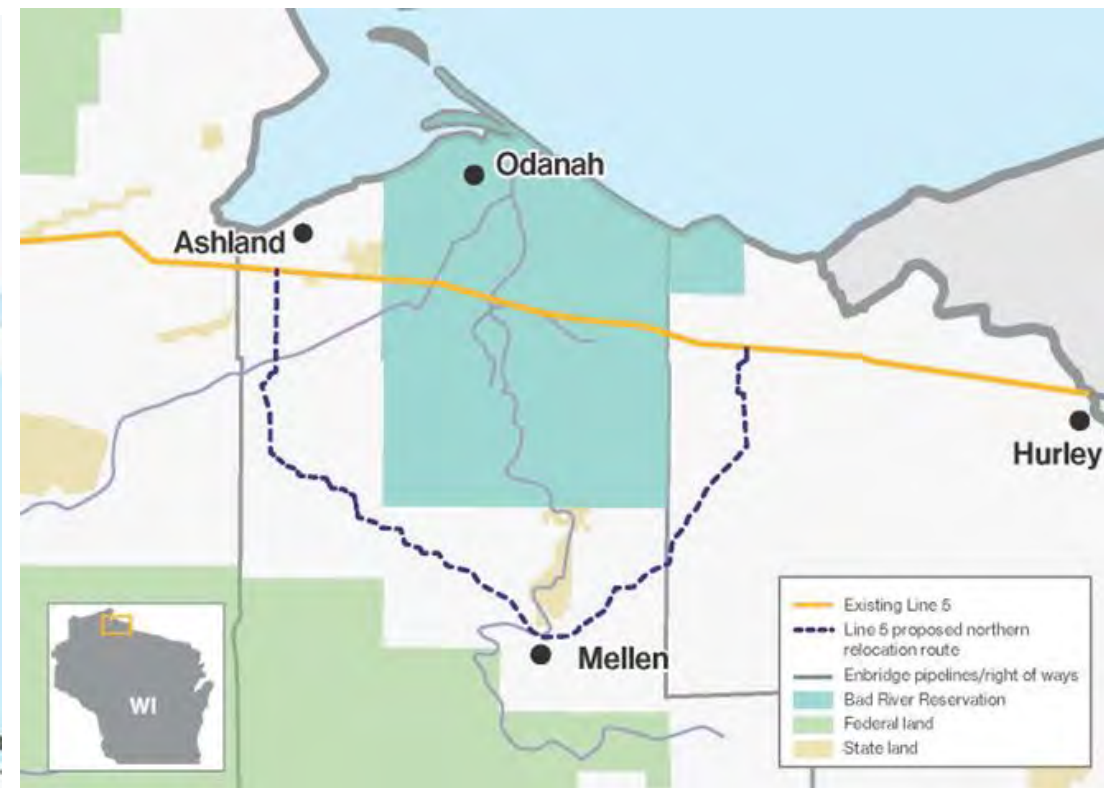 Odanah
Ashland
Hurley
Mellen
WI
Existing Line 5
Line 5 proposed northern
relocation route
Enbridge pipelines/right of ways
Bad River Reservation
Federal land
State land